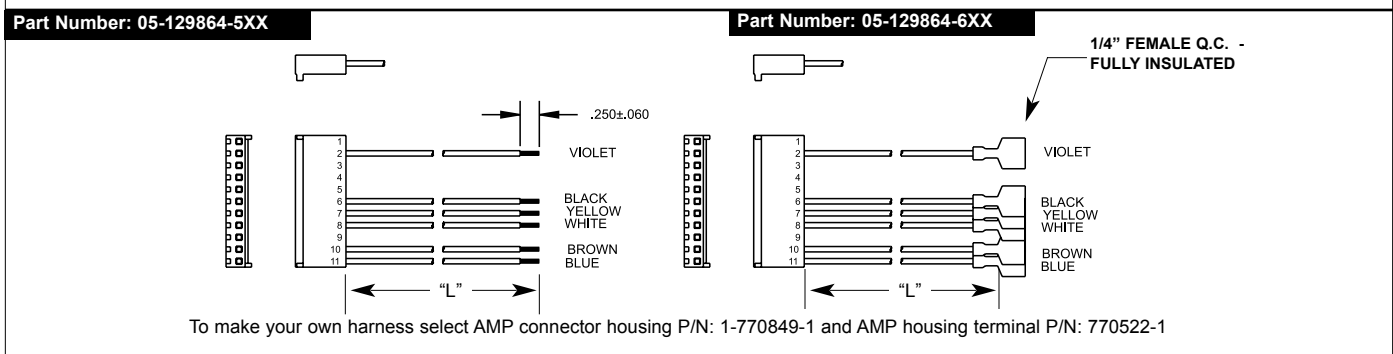 Part Number: 05-129864-5XX
.250±.060
1
2
3
4
5
6
7
8
9
10
11
VIOLET
BLACK
YELLOW
WHITE
BROWN
BLUE
“L”
Part Number: 05-129864-6XX
1/4” FEMALE Q.C. -
FULLY INSULATED
1
2
3
4
5
6
7
8
9
10
11
VIOLET
BLACK
YELLOW
WHITE
BROWN
BLUE
“L”
To make your own harness select AMP connector housing P/N: 1-770849-1 and AMP housing terminal P/N: 770522-1